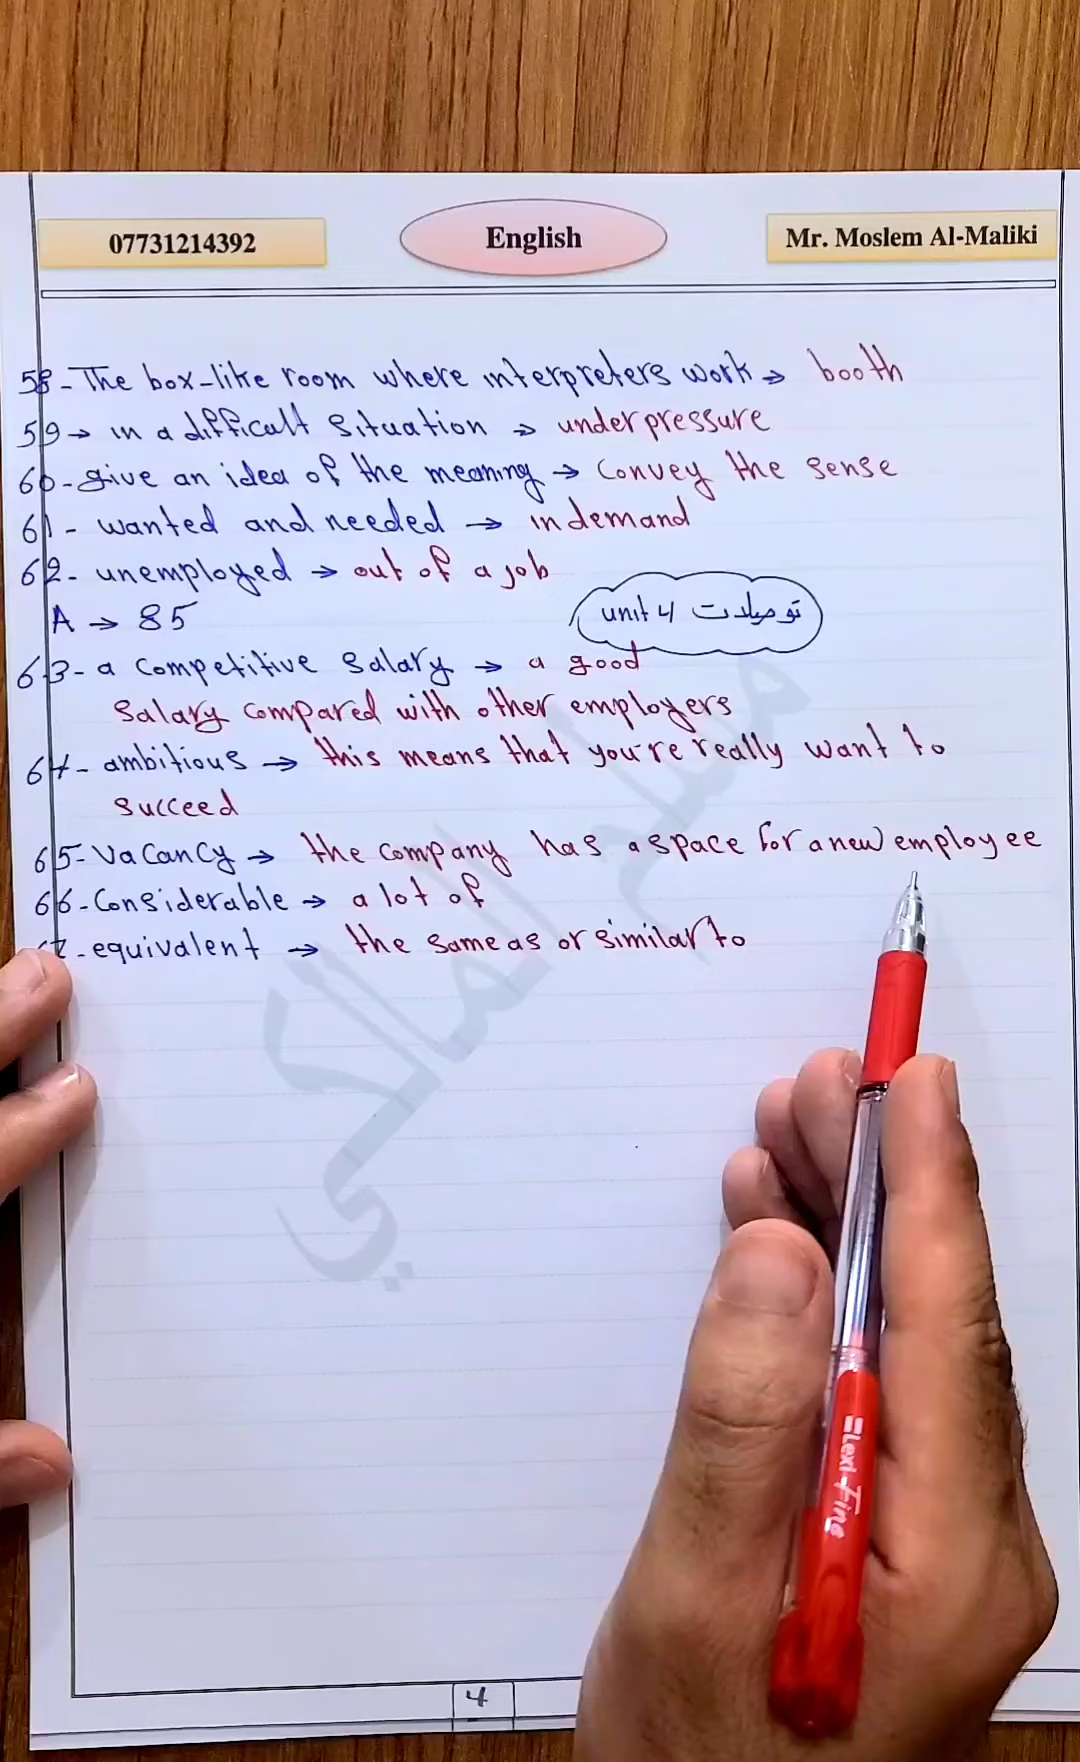 07731214392 English Mr. Moslem Al-Maliki
58- The box-like room where interpreters work → booth
59 → in a difficult situation → under pressure
60- give an idea of the meaning → convey the sense
61- wanted and needed → in demand
62- unemployed → out of a job
A → 85
توصيلات unit 4
63- a competitive salary → a good
salary compared with other employers
64- ambitious → this means that you're really want to
succeed
65- Vacancy → the company has a space for a new employee
66- Considerable → a lot of
7- equivalent → the same as or similar to
مسلم المالكي
ELexi-Fine
4